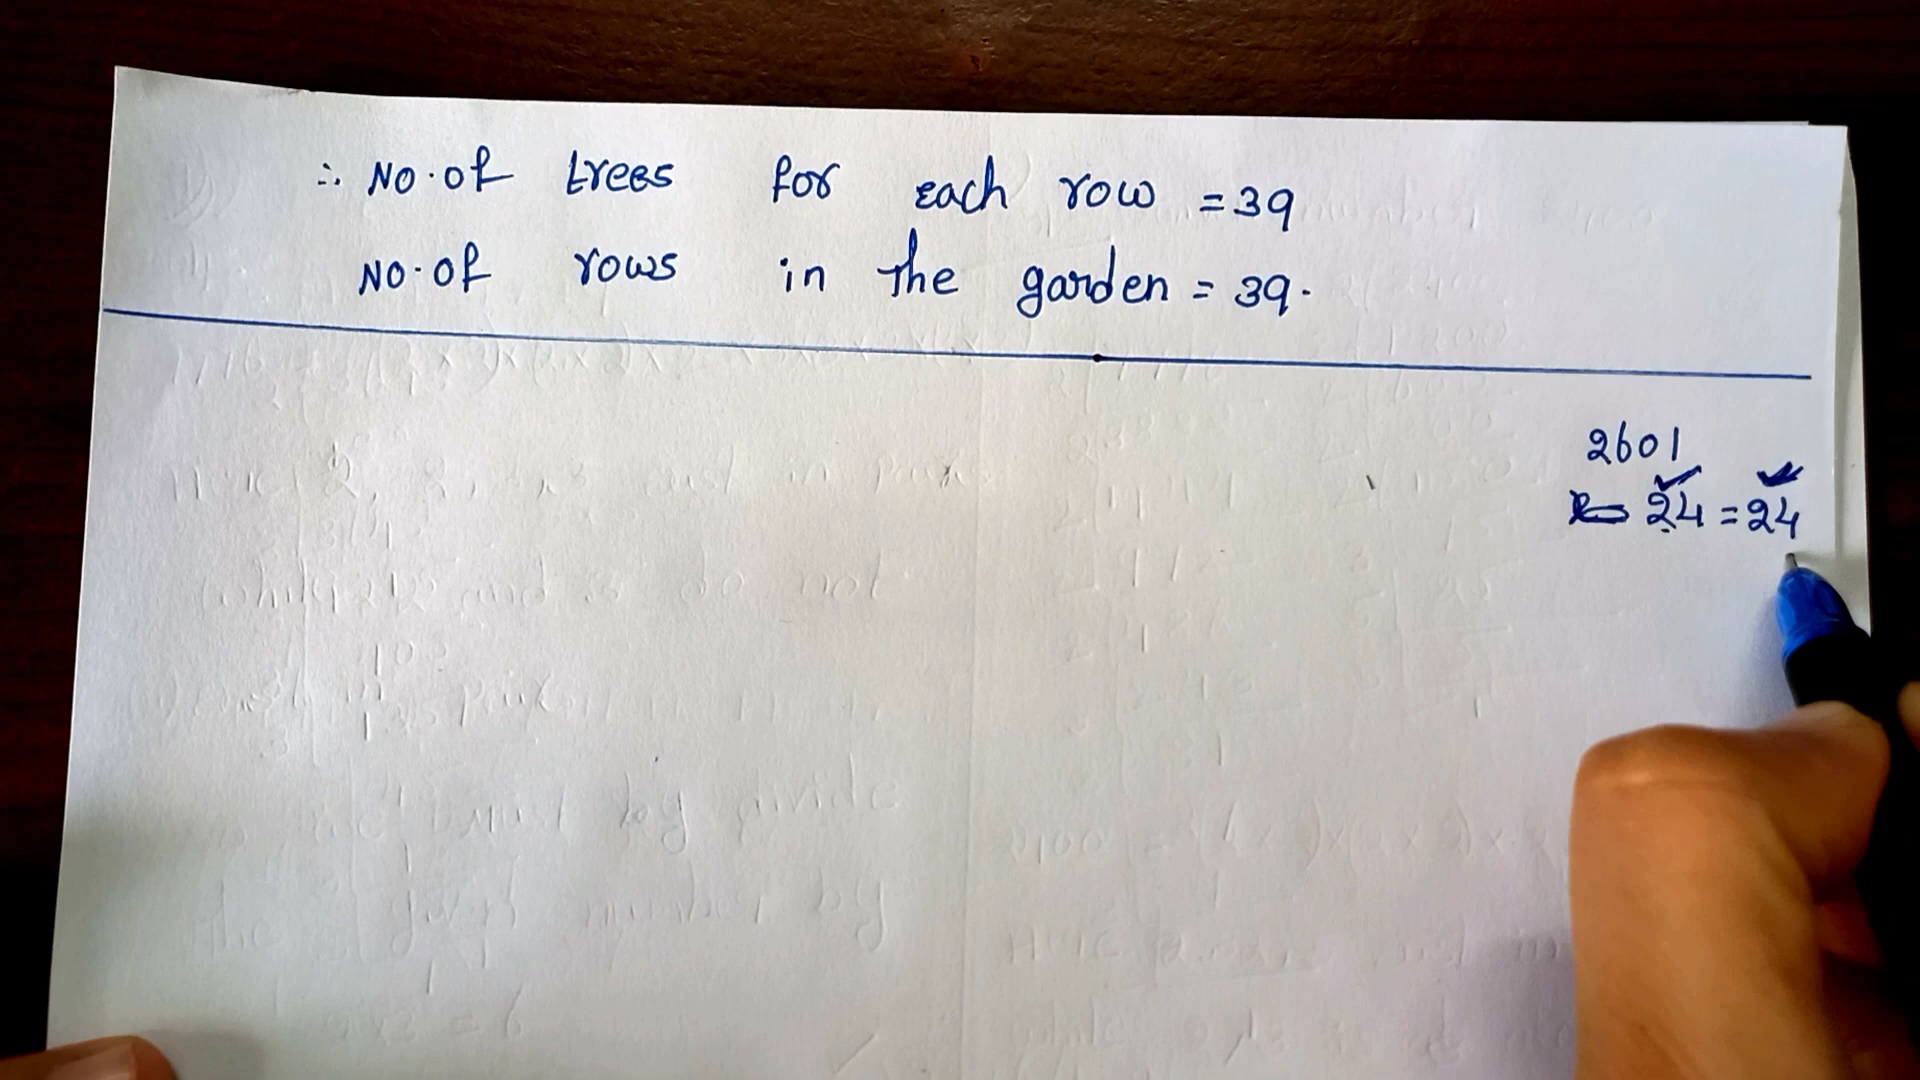 ∴ No. of trees for each row = 39
No. of rows in the garden = 39.
2601
24 = 24